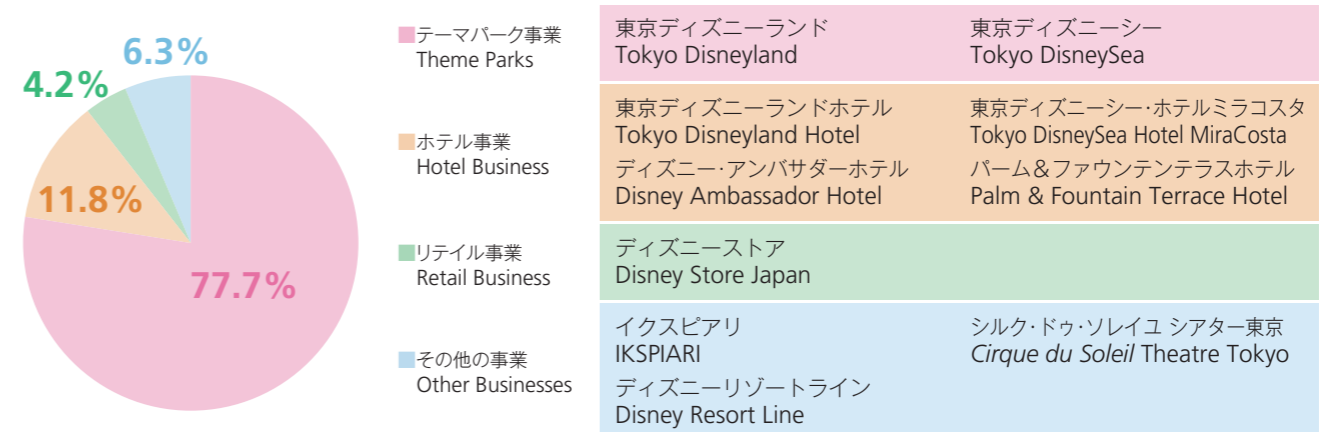 6.3%
4.2%
11.8%
77.7%
テーマパーク事業
Theme Parks
ホテル事業
Hotel Business
リテイル事業
Retail Business
その他の事業
Other Businesses
東京ディズニーランド
Tokyo Disneyland
東京ディズニーシー
Tokyo DisneySea
東京ディズニーランドホテル
Tokyo Disneyland Hotel
東京ディズニーシー・ホテルミラコスタ
Tokyo DisneySea Hotel MiraCosta
ディズニー・アンバサダーホテル
Disney Ambassador Hotel
パーム&ファウンテンテラスホテル
Palm & Fountain Terrace Hotel
ディズニーストア
Disney Store Japan
イクスピアリ
IKSPIARI
シルク・ドゥ・ソレイユ シアター東京
Cirque du Soleil Theatre Tokyo
ディズニーリゾートライン
Disney Resort Line